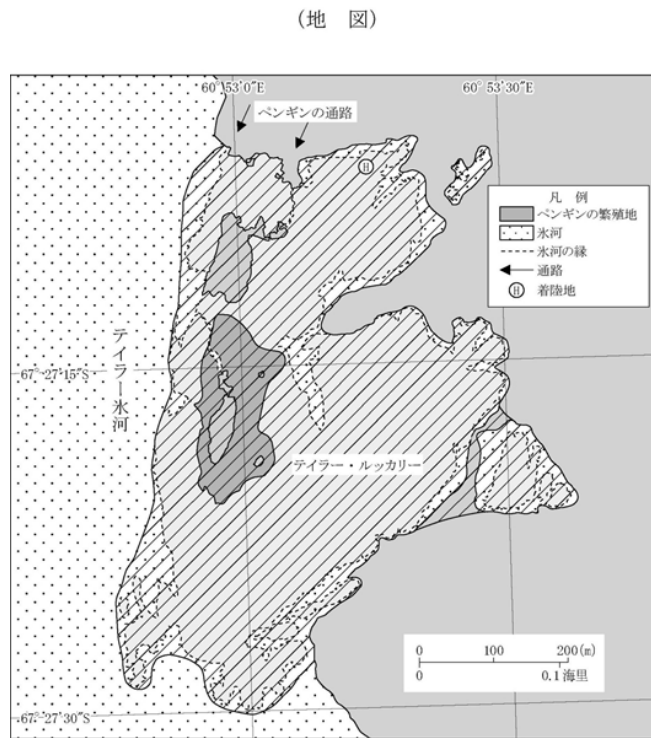 （地　図）
60° 53′0″E
60° 53′30″E
ペンギンの通路
H
凡　例
ペンギンの繁殖地
氷河
氷河の縁
通路
H 着陸地
67°-27′15″S
テイラー氷河
テイラー・ルッカリー
0 100 200(m)
0 0.1 海里
67°-27′30″S